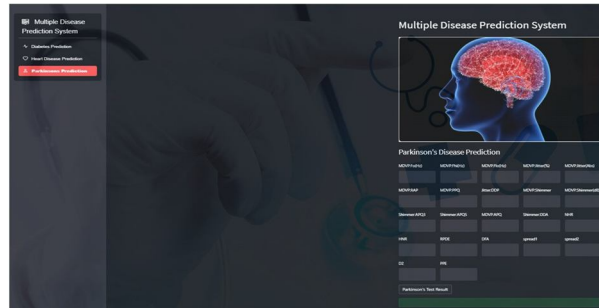 Multiple Disease
Prediction System
Diabetes Prediction
Heart Disease Prediction
Parkinsons Prediction
Multiple Disease Prediction System
Parkinson's Disease Prediction
MDVP:Fo(Hz) MDVP:Fhi(Hz) MDVP:Flo(Hz) MDVP:Jitter(%) MDVP:Jitter(Abs)
MDVP:RAP MDVP:PPQ Jitter:DDP MDVP:Shimmer MDVP:Shimmer(dB)
Shimmer:APQ3 Shimmer:APQ5 MDVP:APQ Shimmer:DDA NHR
HNR RPDE DFA spread1 spread2
D2 PPE
Parkinson's Test Result